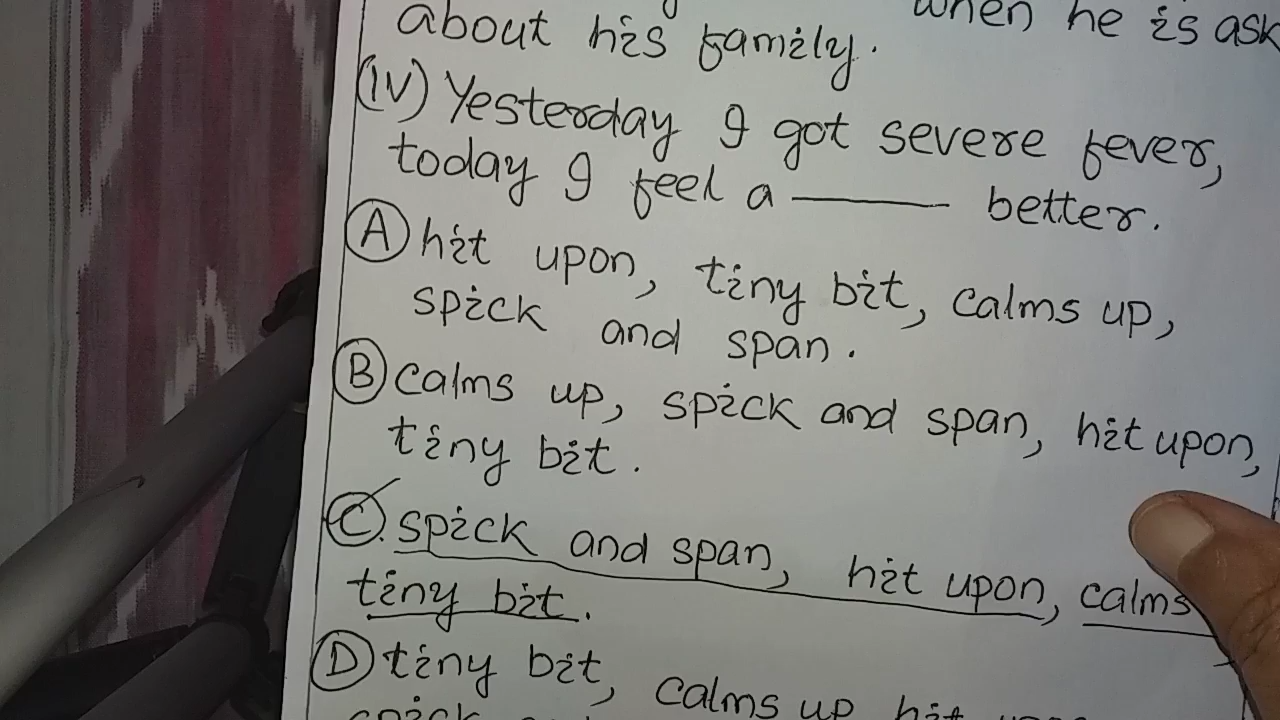 about his family. when he is ask
(IV) Yesterday I got severe fever,
today I feel a ______ better.
(A) hit upon, tiny bit, calms up,
spick and span.
(B) calms up, spick and span, hit upon,
tiny bit.
(C) spick and span, hit upon, calms
tiny bit.
(D) tiny bit, calms up hit